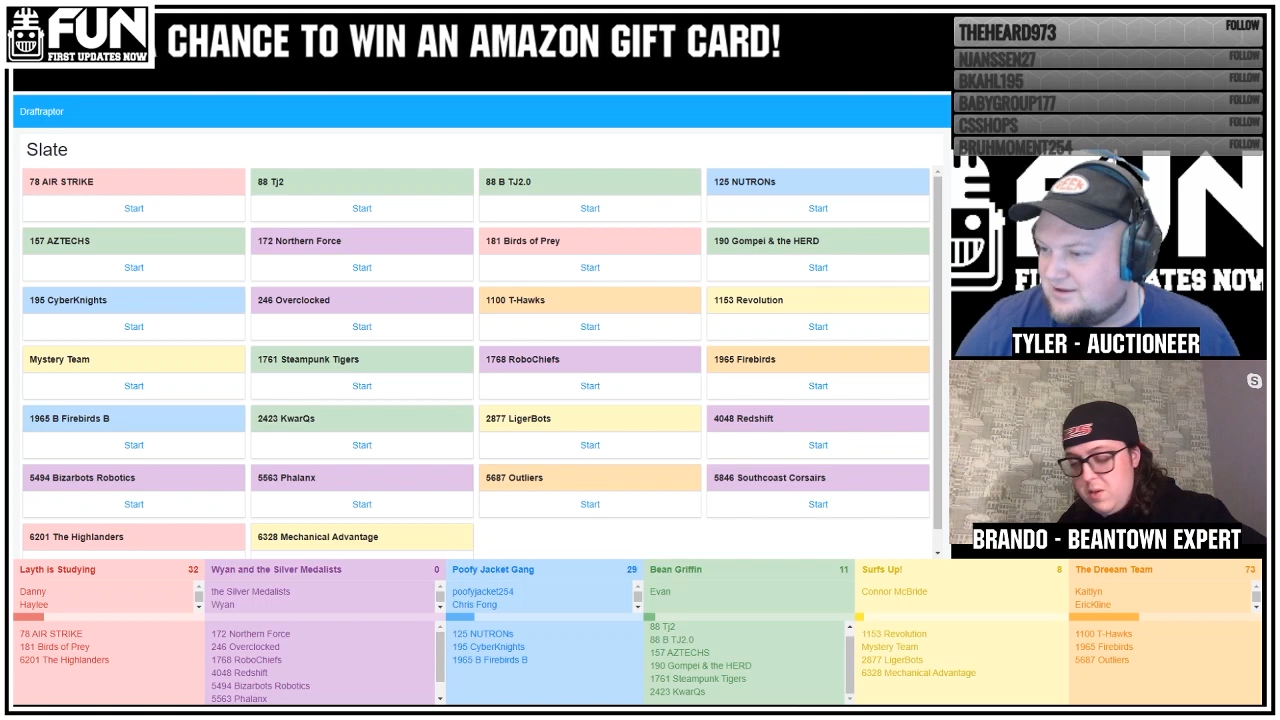 FUN
FIRST UPDATES NOW
CHANCE TO WIN AN AMAZON GIFT CARD!
THEHEARD973 FOLLOW
NJANSSEN27 FOLLOW
BKAHL195 FOLLOW
BABYGROUP177 FOLLOW
CSSHOPS FOLLOW
BRUHMOMENT254 FOLLOW
Draftraptor
Slate
78 AIR STRIKE
88 Tj2
88 B TJ2.0
125 NUTRONs
Start
Start
Start
Start
157 AZTECHS
172 Northern Force
181 Birds of Prey
190 Gompei & the HERD
Start
Start
Start
Start
195 CyberKnights
246 Overclocked
1100 T-Hawks
1153 Revolution
Start
Start
Start
Start
Mystery Team
1761 Steampunk Tigers
1768 RoboChiefs
1965 Firebirds
Start
Start
Start
Start
1965 B Firebirds B
2423 KwarQs
2877 LigerBots
4048 Redshift
Start
Start
Start
Start
5494 Bizarbots Robotics
5563 Phalanx
5687 Outliers
5846 Southcoast Corsairs
Start
Start
Start
Start
6201 The Highlanders
6328 Mechanical Advantage
TYLER - AUCTIONEER
BRANDO - BEANTOWN EXPERT
Layth is Studying 32
Danny
Haylee
78 AIR STRIKE
181 Birds of Prey
6201 The Highlanders
Wyan and the Silver Medalists 0
the Silver Medalists
Wyan
172 Northern Force
246 Overclocked
1768 RoboChiefs
4048 Redshift
5494 Bizarbots Robotics
5563 Phalanx
Poofy Jacket Gang 29
poofyjacket254
Chris Fong
125 NUTRONs
195 CyberKnights
1965 B Firebirds B
Bean Griffin 11
Evan
88 Tj2
88 B TJ2.0
157 AZTECHS
190 Gompei & the HERD
1761 Steampunk Tigers
2423 KwarQs
Surfs Up! 8
Connor McBride
1153 Revolution
Mystery Team
2877 LigerBots
6328 Mechanical Advantage
The Dreeam Team 73
Kaitlyn
EricKline
1100 T-Hawks
1965 Firebirds
5687 Outliers